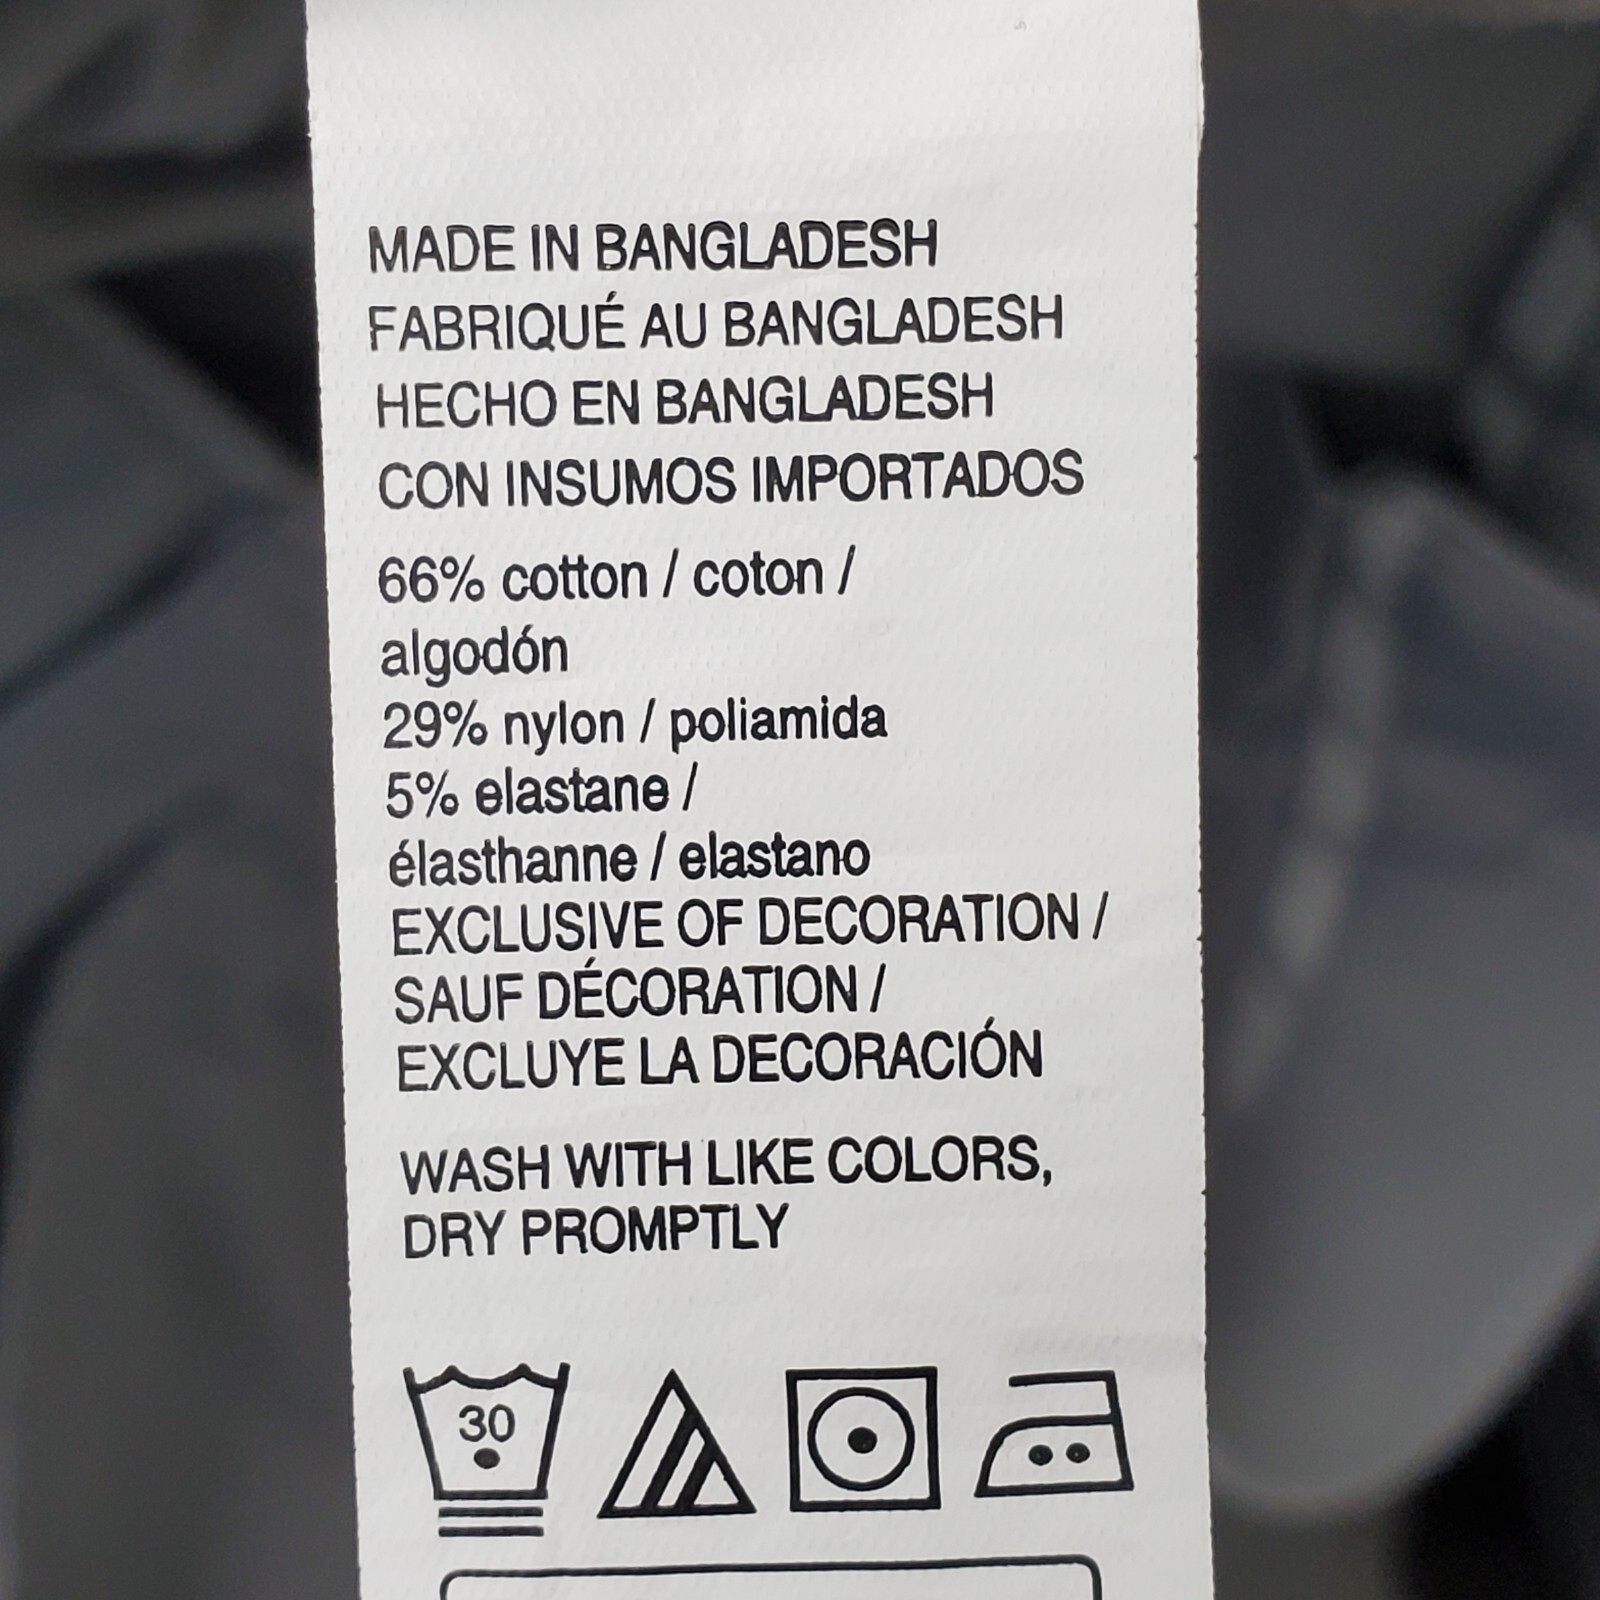 MADE IN BANGLADESH
FABRIQUÉ AU BANGLADESH
HECHO EN BANGLADESH
CON INSUMOS IMPORTADOS
66% cotton / coton /
algodón
29% nylon / poliamida
5% elastane /
élasthanne / elastano
EXCLUSIVE OF DECORATION /
SAUF DÉCORATION /
EXCLUYE LA DECORACIÓN
WASH WITH LIKE COLORS,
DRY PROMPTLY
30